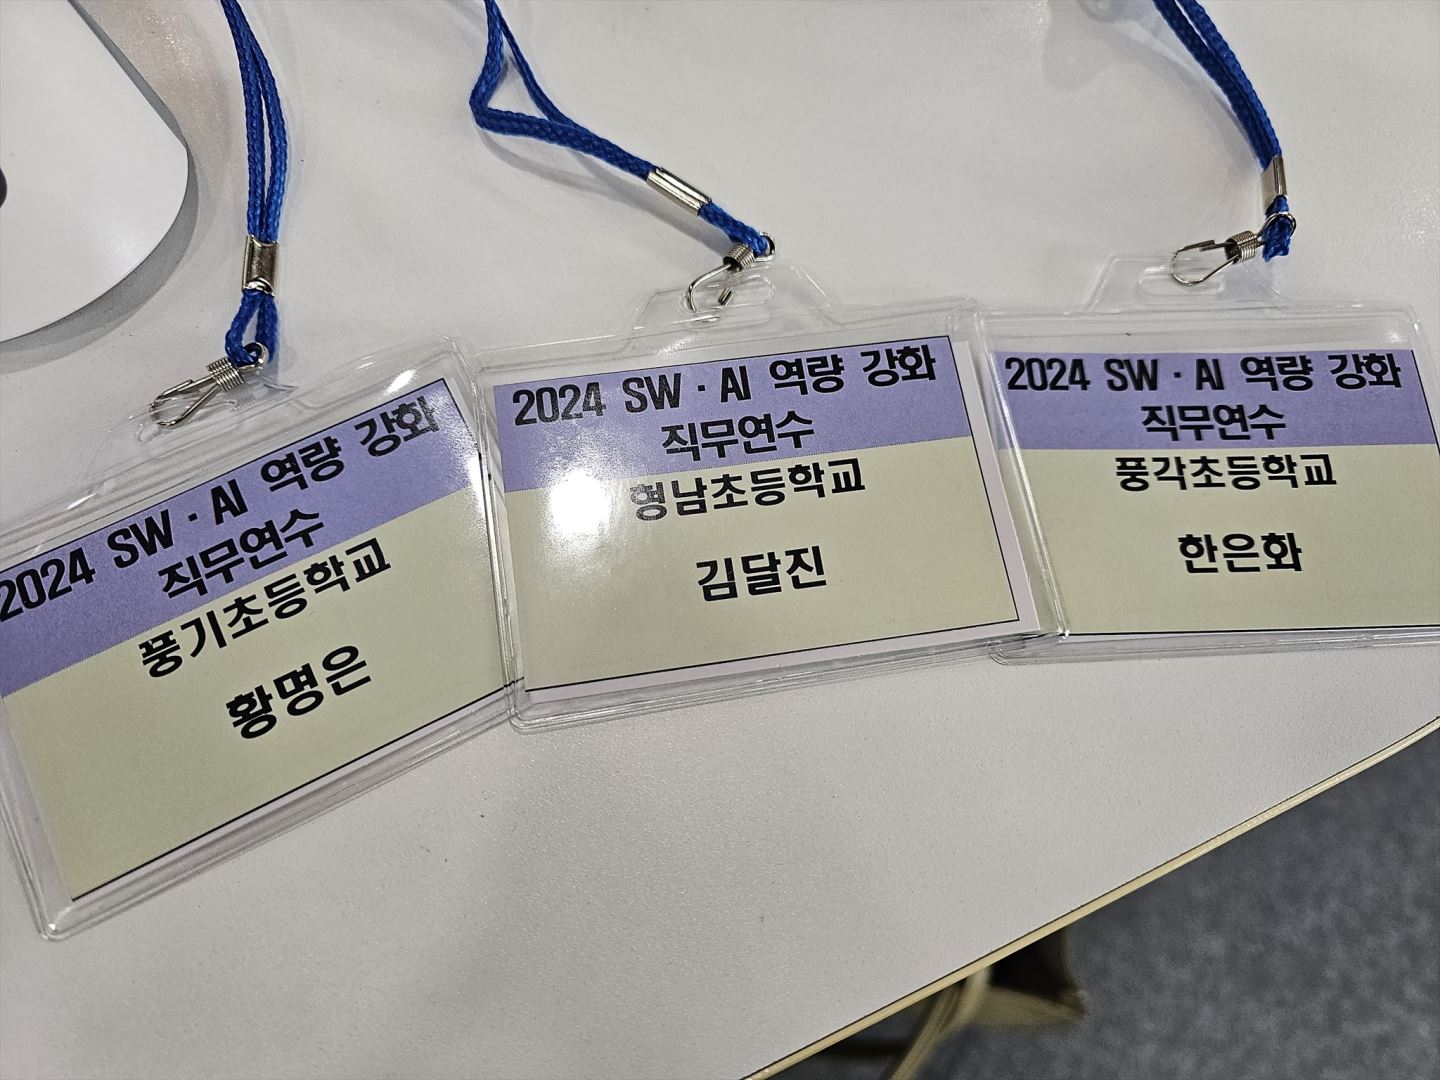 2024 SW · AI 역량 강화
직무연수
풍기초등학교
황명은
2024 SW · AI 역량 강화
직무연수
형남초등학교
김달진
2024 SW · AI 역량 강화
직무연수
풍각초등학교
한은화